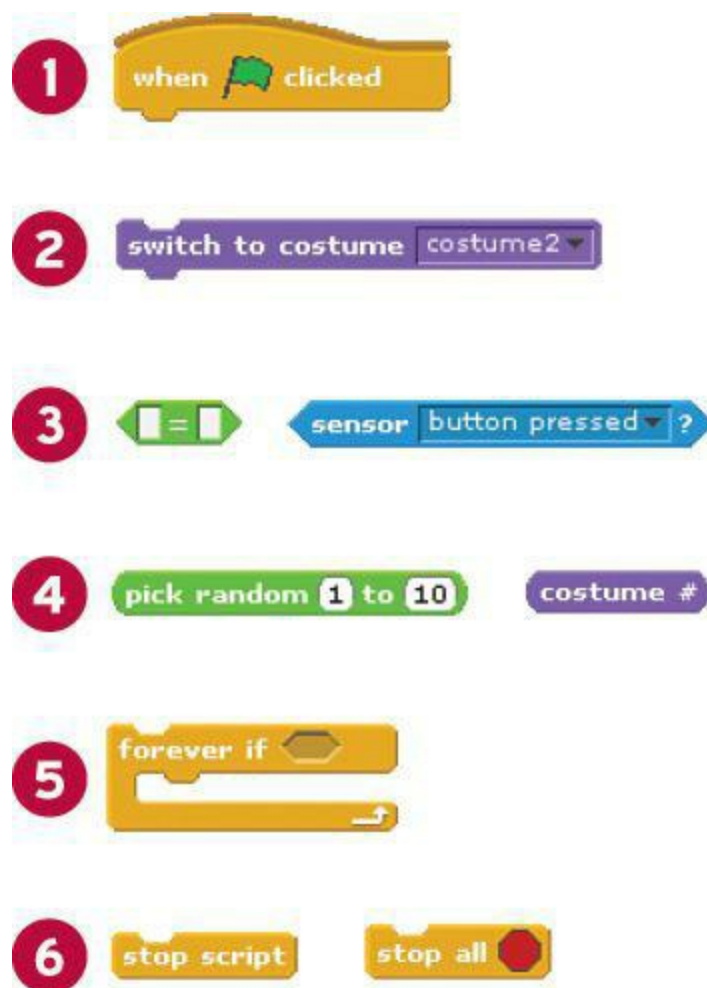 1 when clicked
2 switch to costume costume2
3 = sensor button pressed ?
4 pick random 1 to 10 costume #
5 forever if
6 stop script stop all